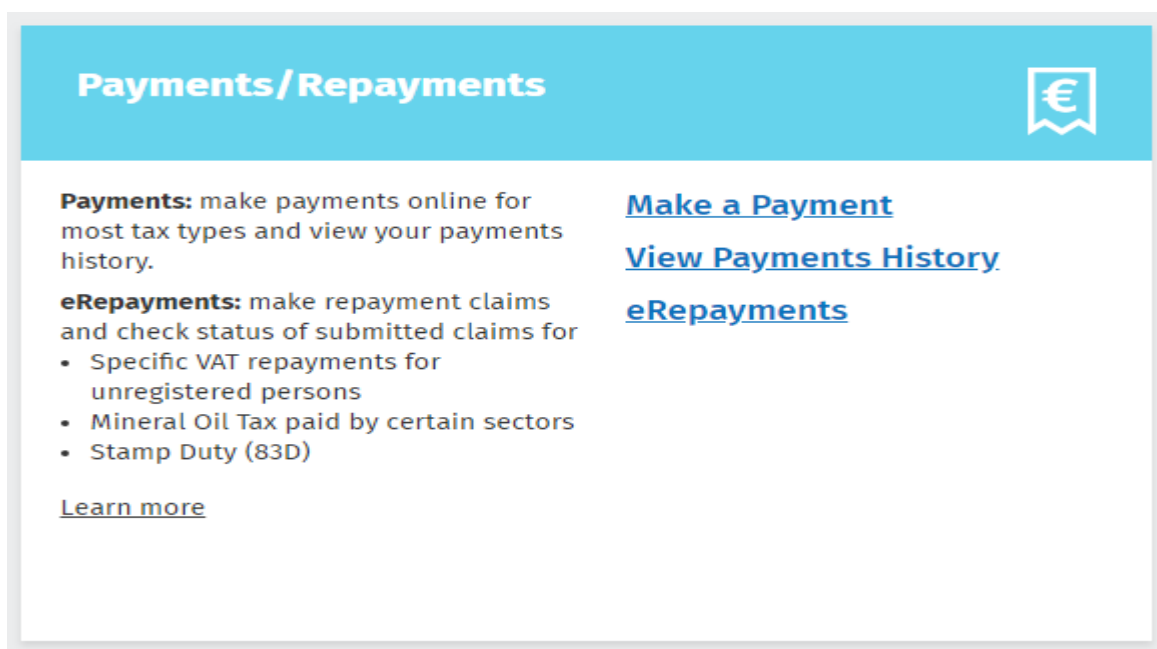 Payments/Repayments
€
Payments: make payments online for
most tax types and view your payments
history.
eRepayments: make repayment claims
and check status of submitted claims for
• Specific VAT repayments for
unregistered persons
• Mineral Oil Tax paid by certain sectors
• Stamp Duty (83D)
Learn more
Make a Payment
View Payments History
eRepayments